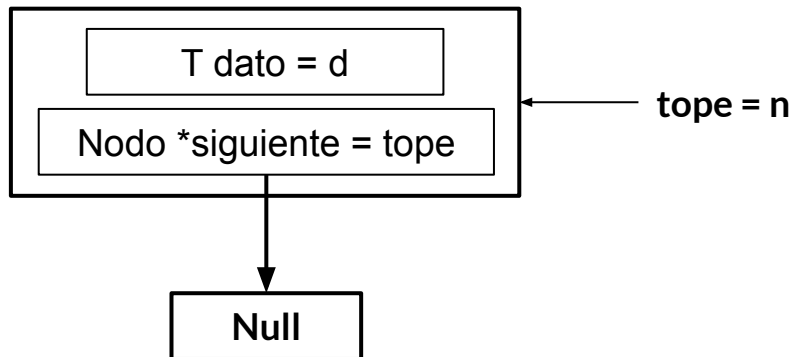 T dato = d
Nodo *siguiente = tope
tope = n
Null